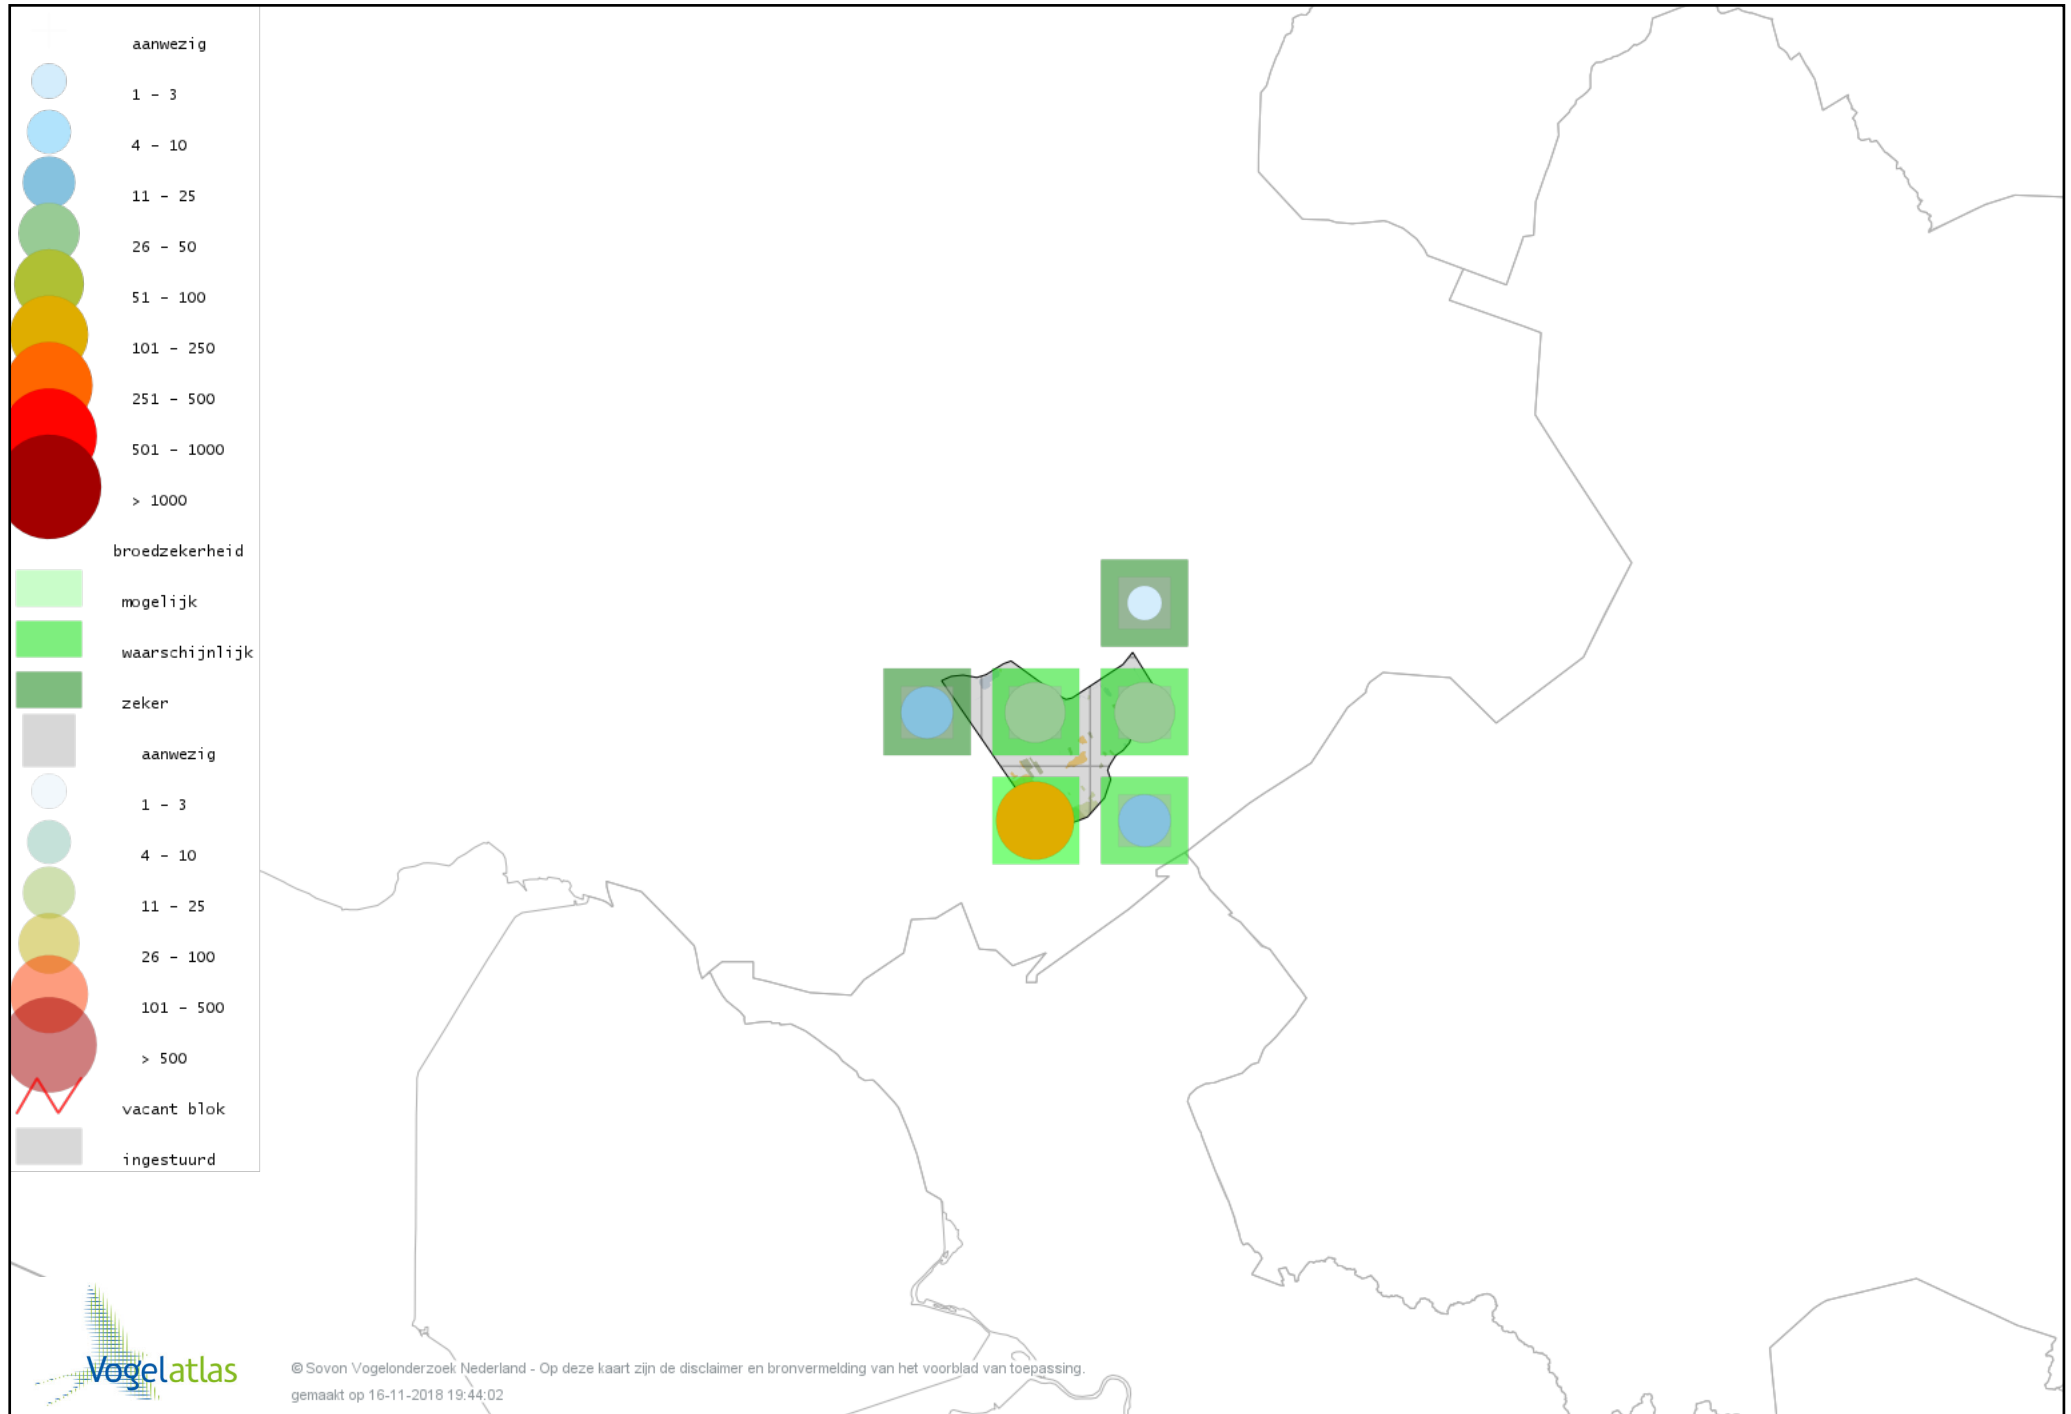 aanwezig
1 - 3
4 - 10
11 - 25
26 - 50
51 - 100
101 - 250
251 - 500
501 - 1000
> 1000
broedzekerheid
mogelijk
waarschijnlijk
zeker
aanwezig
1 - 3
4 - 10
11 - 25
26 - 100
101 - 500
> 500
vacant blok
ingestuurd
Vogelatlas
© Sovon Vogelonderzoek Nederland - Op deze kaart zijn de disclaimer en bronvermelding van het voorblad van toepassing.
gemaakt op 16-11-2018 19:44:02